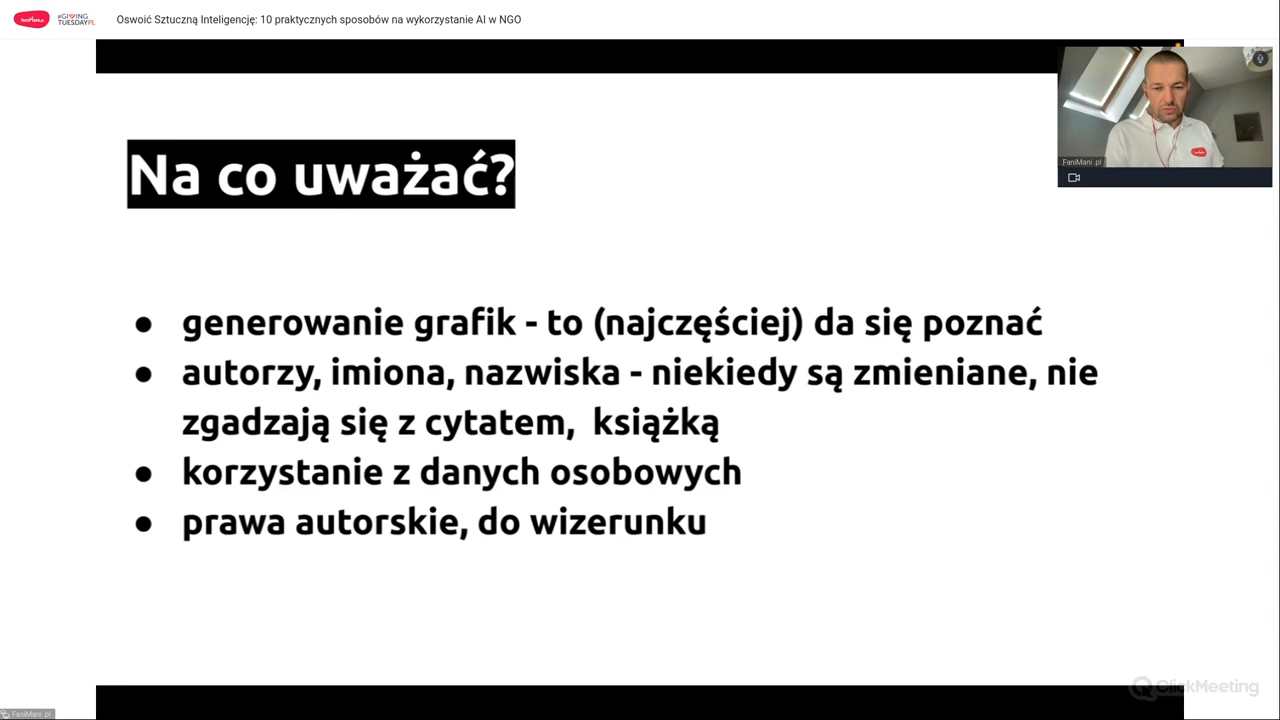 faniMani.pl
#GIVING
TUESDAYPL
Oswoić Sztuczną Inteligencję: 10 praktycznych sposobów na wykorzystanie AI w NGO
FaniMani .pl
Na co uważać?
● generowanie grafik - to (najczęściej) da się poznać
● autorzy, imiona, nazwiska - niekiedy są zmieniane, nie
zgadzają się z cytatem, książką
● korzystanie z danych osobowych
● prawa autorskie, do wizerunku
ClickMeeting
FaniMani .pl